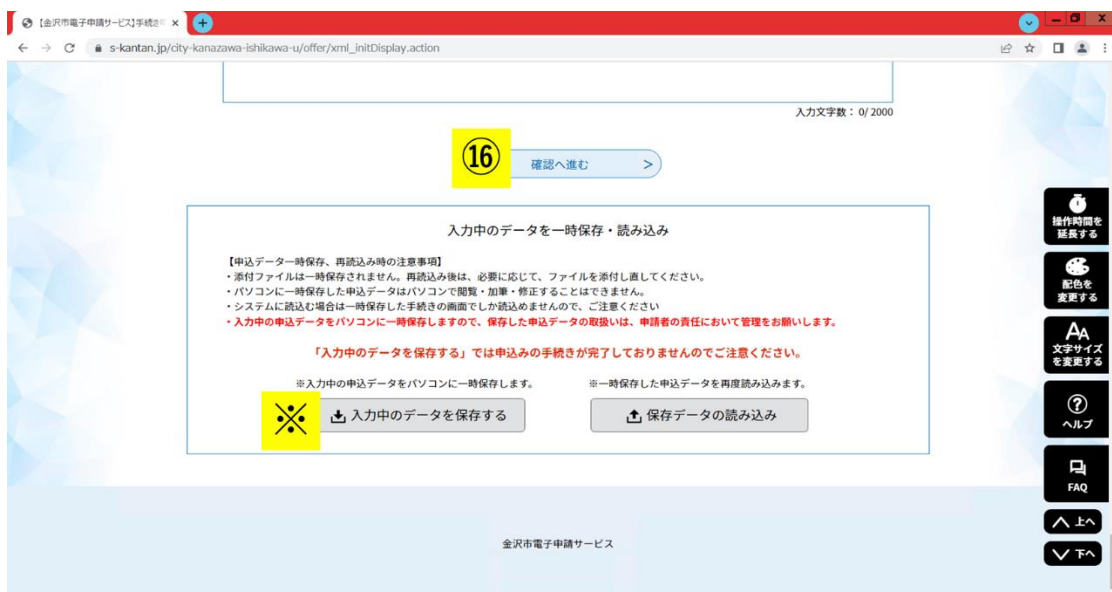 【金沢市電子申請サービス】手続き
s-kantan.jp/city-kanazawa-ishikawa-u/offer/xml_initDisplay.action
入力文字数： 0/ 2000
⑯
確認へ進む >
入力中のデータを一時保存・読み込み
【申込データ一時保存、再読込み時の注意事項】
・添付ファイルは一時保存されません。再読込み後は、必要に応じて、ファイルを添付し直してください。
・パソコンに一時保存した申込データはパソコンで閲覧・加筆・修正することはできません。
・システムに読込む場合は一時保存した手続きの画面でしか読込めませんので、ご注意ください
・入力中の申込データをパソコンに一時保存しますので、保存した申込データの取扱いは、申請者の責任において管理をお願いします。
「入力中のデータを保存する」では申込みの手続きが完了しておりませんのでご注意ください。
※入力中の申込データをパソコンに一時保存します。
※一時保存した申込データを再度読み込みます。
※
入力中のデータを保存する
保存データの読み込み
操作時間を
延長する
配色を
変更する
AA
文字サイズ
を変更する
?
ヘルプ
FAQ
上へ
下へ
金沢市電子申請サービス